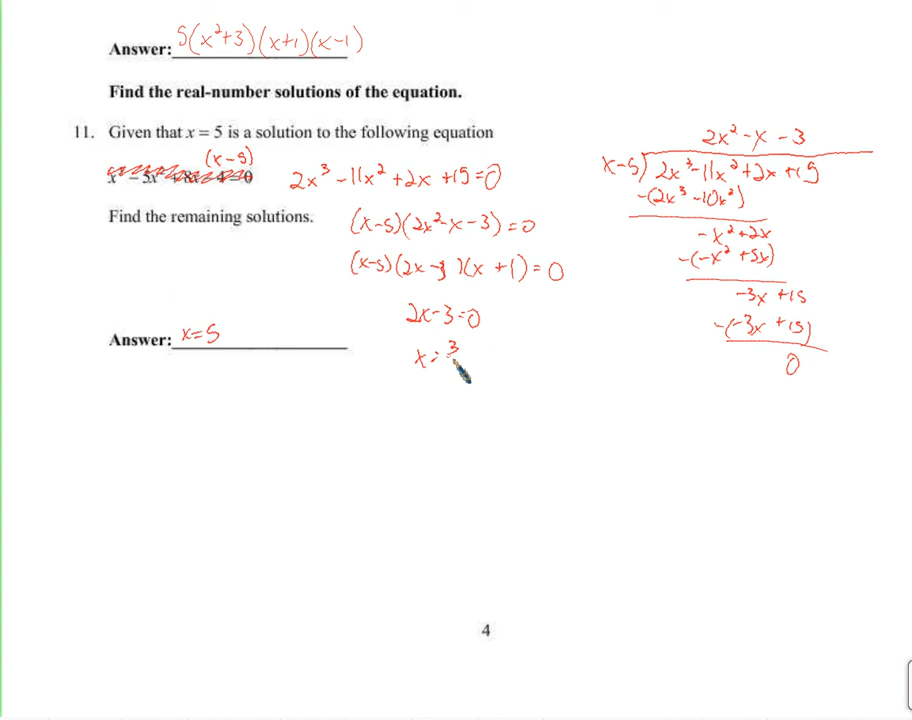 Answer: 5(x²+3)(x+1)(x-1)
Find the real-number solutions of the equation.
11. Given that x = 5 is a solution to the following equation
(x-5)
2x³ -11x² +2x +15=0
Find the remaining solutions.
(x-5)(2x²-x-3)=0
(x-5)(2x-3)(x+1)=0
2x-3=0
x=3
Answer: x=5
2x²-x-3
x-5)2x³-11x²+2x+15
-(2x³-10x²)
-x²+2x
-(-x²+5x)
-3x+15
-(-3x+15)
0
4